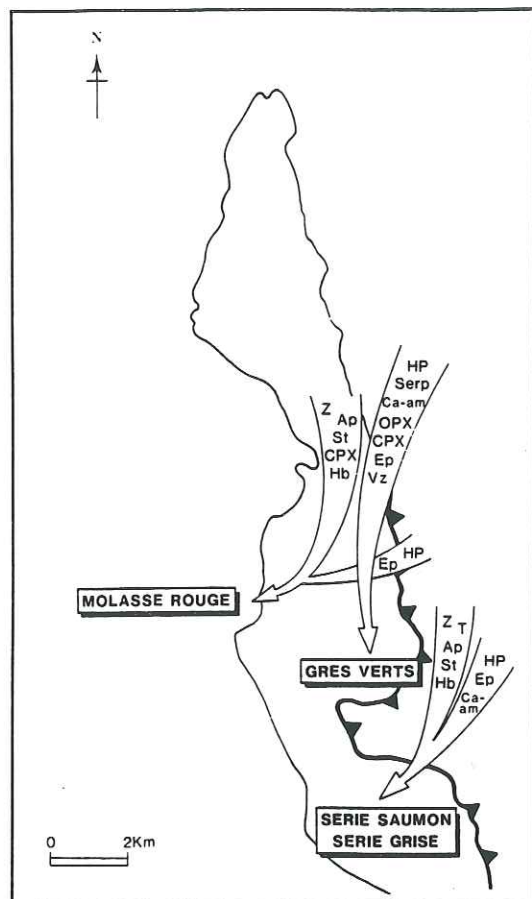 N
HP
Serp
Ca-am
OPX
CPX
Ep
Vz
Z
Ap
St
CPX
Hb
Ep HP
MOLASSE ROUGE
GRES VERTS
Z T
Ap
St
Hb
HP
Ep
Ca-
am
SERIE SAUMON
SERIE GRISE
0 2Km